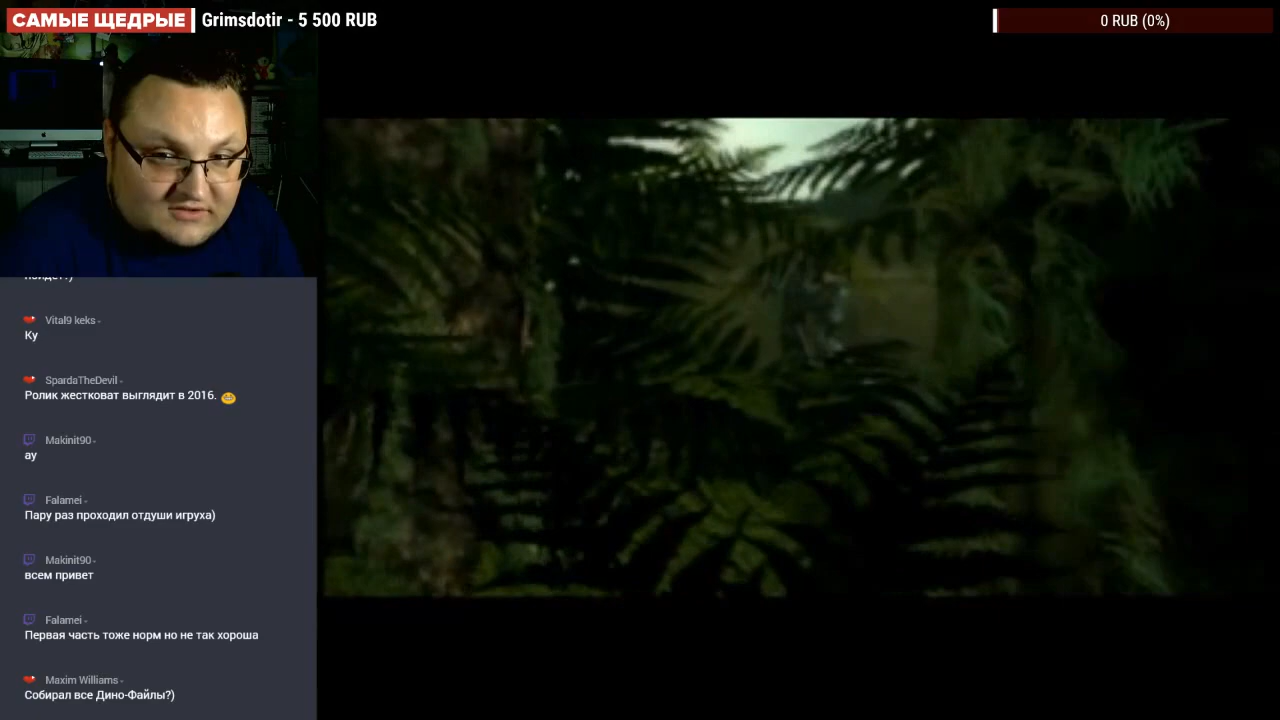 САМЫЕ ЩЕДРЫЕ
Grimsdotir - 5 500 RUB
0 RUB (0%)
Vital9 keks -
Ку
SpardaTheDevil -
Ролик жестковат выглядит в 2016.
Makinit90 -
ау
Falamei -
Пару раз проходил отдуши игруха)
Makinit90 -
всем привет
Falamei -
Первая часть тоже норм но не так хороша
Maxim Williams -
Собирал все Дино-Файлы?)